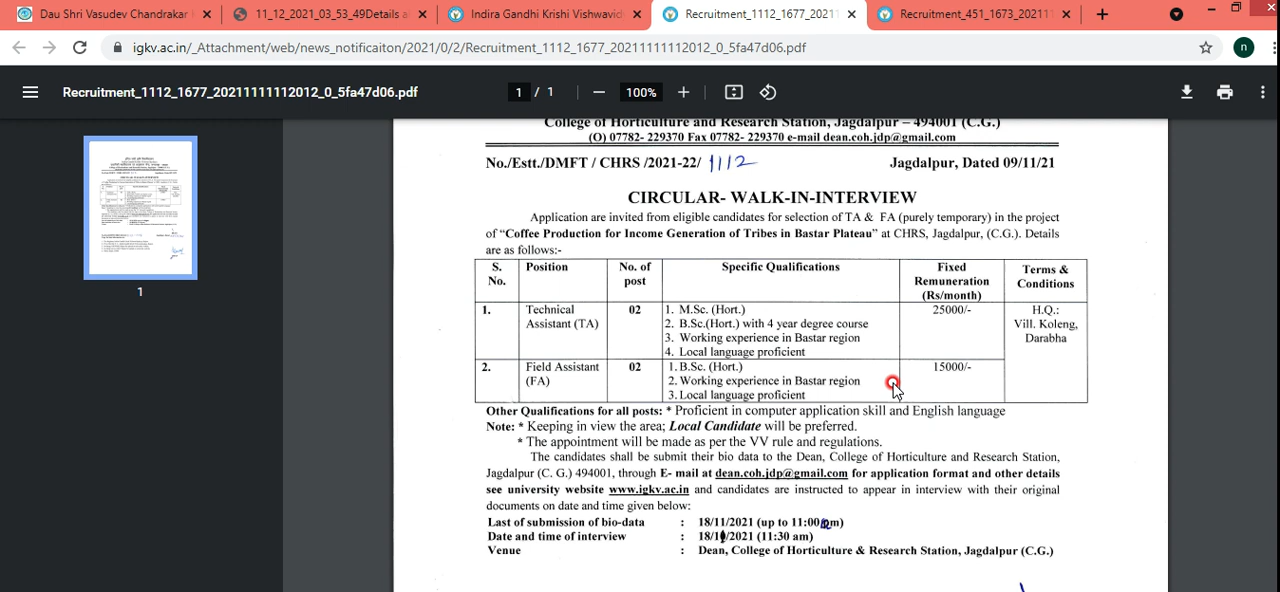 Dau Shri Vasudev Chandrakar
11_12_2021_03_53_49Details a
Indira Gandhi Krishi Vishwavid
Recruitment_1112_1677_2021
Recruitment_451_1673_20211
igkv.ac.in/_Attachment/web/news_notificaiton/2021/0/2/Recruitment_1112_1677_20211111112012_0_5fa47d06.pdf
n
Recruitment_1112_1677_20211111112012_0_5fa47d06.pdf
1 / 1
100%
College of Horticulture and Research Station, Jagdalpur – 494001 (C.G.)
(O) 07782- 229370 Fax 07782- 229370 e-mail dean.coh.jdp@gmail.com
No./Estt./DMFT / CHRS /2021-22/ 1112 Jagdalpur, Dated 09/11/21
CIRCULAR- WALK-IN-INTERVIEW
Application are invited from eligible candidates for selection of TA & FA (purely temporary) in the project
of “Coffee Production for Income Generation of Tribes in Bastar Plateau” at CHRS, Jagdalpur, (C.G.). Details
are as follows:-
S. No.
Position
No. of post
Specific Qualifications
Fixed Remuneration (Rs/month)
Terms & Conditions
1.
Technical Assistant (TA)
02
1. M.Sc. (Hort.)
2. B.Sc.(Hort.) with 4 year degree course
3. Working experience in Bastar region
4. Local language proficient
25000/-
H.Q.:
Vill. Koleng,
Darabha
2.
Field Assistant (FA)
02
1. B.Sc. (Hort.)
2. Working experience in Bastar region
3. Local language proficient
15000/-
Other Qualifications for all posts: * Proficient in computer application skill and English language
Note: * Keeping in view the area; Local Candidate will be preferred.
* The appointment will be made as per the VV rule and regulations.
The candidates shall be submit their bio data to the Dean, College of Horticulture and Research Station,
Jagdalpur (C. G.) 494001, through E- mail at dean.coh.jdp@gmail.com for application format and other details
see university website www.igkv.ac.in and candidates are instructed to appear in interview with their original
documents on date and time given below:
Last of submission of bio-data : 18/11/2021 (up to 11:00 am)
Date and time of interview : 18/11/2021 (11:30 am)
Venue : Dean, College of Horticulture & Research Station, Jagdalpur (C.G.)
1